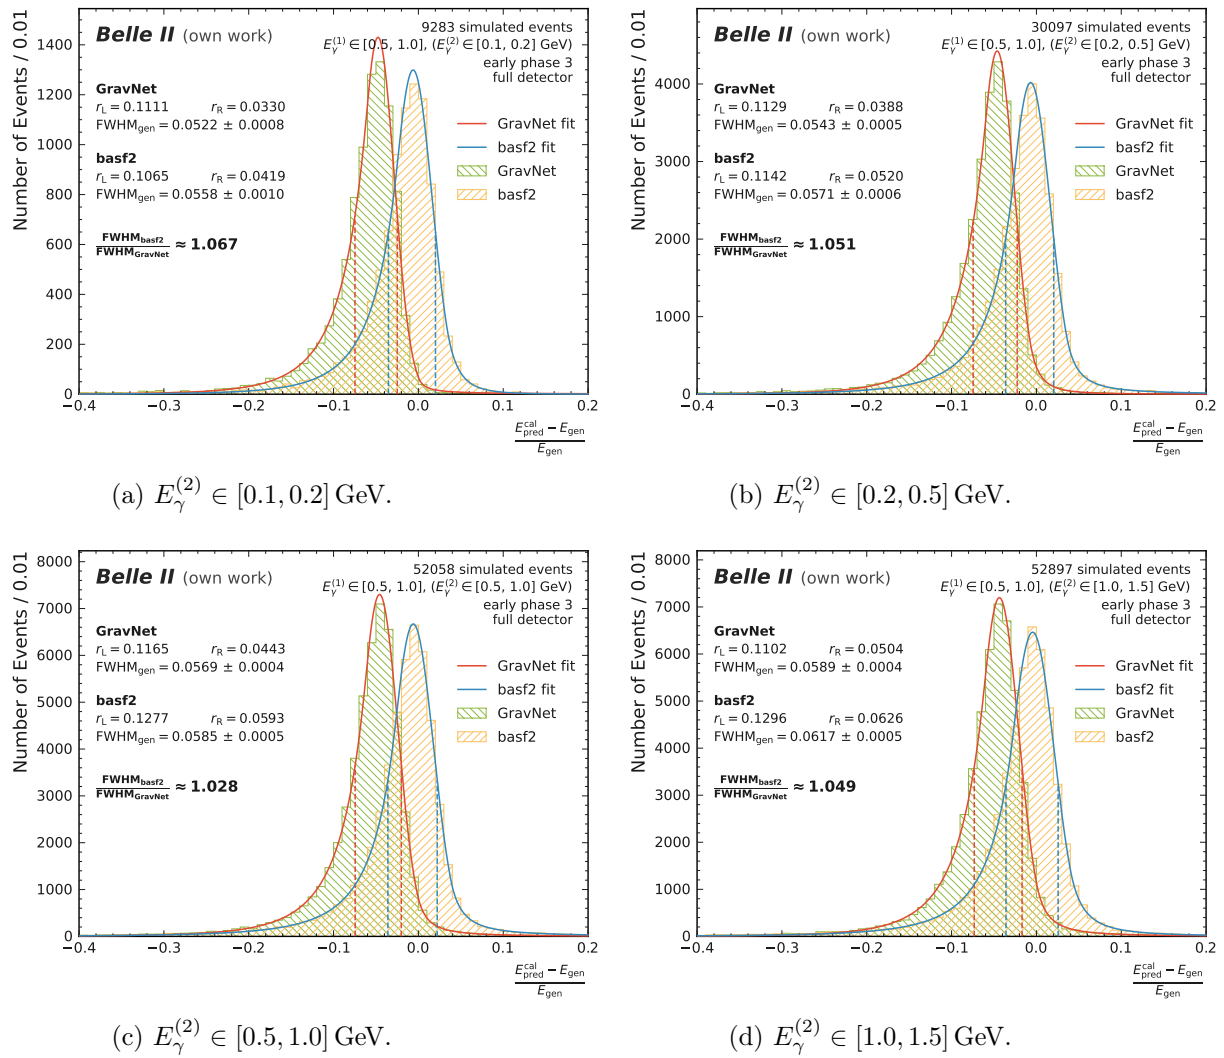 Belle II (own work)
9283 simulated events
E_γ^(1) ∈ [0.5, 1.0], (E_γ^(2) ∈ [0.1, 0.2] GeV)
early phase 3
full detector
GravNet
r_L = 0.1111 r_R = 0.0330
FWHM_gen = 0.0522 ± 0.0008
basf2
r_L = 0.1065 r_R = 0.0419
FWHM_gen = 0.0558 ± 0.0010
FWHM_basf2 / FWHM_GravNet ≈ 1.067
GravNet fit
basf2 fit
GravNet
basf2
Number of Events / 0.01
1400
1200
1000
800
600
400
200
0
−0.4 −0.3 −0.2 −0.1 0.0 0.1 0.2
E_pred^cal − E_gen
E_gen
(a) E_γ^(2) ∈ [0.1, 0.2] GeV.
Belle II (own work)
30097 simulated events
E_γ^(1) ∈ [0.5, 1.0], (E_γ^(2) ∈ [0.2, 0.5] GeV)
early phase 3
full detector
GravNet
r_L = 0.1129 r_R = 0.0388
FWHM_gen = 0.0543 ± 0.0005
basf2
r_L = 0.1142 r_R = 0.0520
FWHM_gen = 0.0571 ± 0.0006
FWHM_basf2 / FWHM_GravNet ≈ 1.051
GravNet fit
basf2 fit
GravNet
basf2
Number of Events / 0.01
4000
3000
2000
1000
0
−0.4 −0.3 −0.2 −0.1 0.0 0.1 0.2
E_pred^cal − E_gen
E_gen
(b) E_γ^(2) ∈ [0.2, 0.5] GeV.
Belle II (own work)
52058 simulated events
E_γ^(1) ∈ [0.5, 1.0], (E_γ^(2) ∈ [0.5, 1.0] GeV)
early phase 3
full detector
GravNet
r_L = 0.1165 r_R = 0.0443
FWHM_gen = 0.0569 ± 0.0004
basf2
r_L = 0.1277 r_R = 0.0593
FWHM_gen = 0.0585 ± 0.0005
FWHM_basf2 / FWHM_GravNet ≈ 1.028
GravNet fit
basf2 fit
GravNet
basf2
Number of Events / 0.01
8000
7000
6000
5000
4000
3000
2000
1000
0
−0.4 −0.3 −0.2 −0.1 0.0 0.1 0.2
E_pred^cal − E_gen
E_gen
(c) E_γ^(2) ∈ [0.5, 1.0] GeV.
Belle II (own work)
52897 simulated events
E_γ^(1) ∈ [0.5, 1.0], (E_γ^(2) ∈ [1.0, 1.5] GeV)
early phase 3
full detector
GravNet
r_L = 0.1102 r_R = 0.0504
FWHM_gen = 0.0589 ± 0.0004
basf2
r_L = 0.1296 r_R = 0.0626
FWHM_gen = 0.0617 ± 0.0005
FWHM_basf2 / FWHM_GravNet ≈ 1.049
GravNet fit
basf2 fit
GravNet
basf2
Number of Events / 0.01
8000
7000
6000
5000
4000
3000
2000
1000
0
−0.4 −0.3 −0.2 −0.1 0.0 0.1 0.2
E_pred^cal − E_gen
E_gen
(d) E_γ^(2) ∈ [1.0, 1.5] GeV.